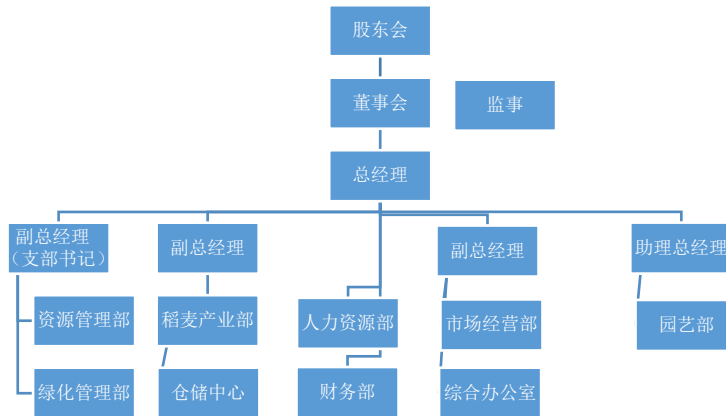 股东会
董事会
监事
总经理
副总经理
（支部书记）
副总经理
副总经理
助理总经理
资源管理部
稻麦产业部
人力资源部
市场经营部
园艺部
绿化管理部
仓储中心
财务部
综合办公室